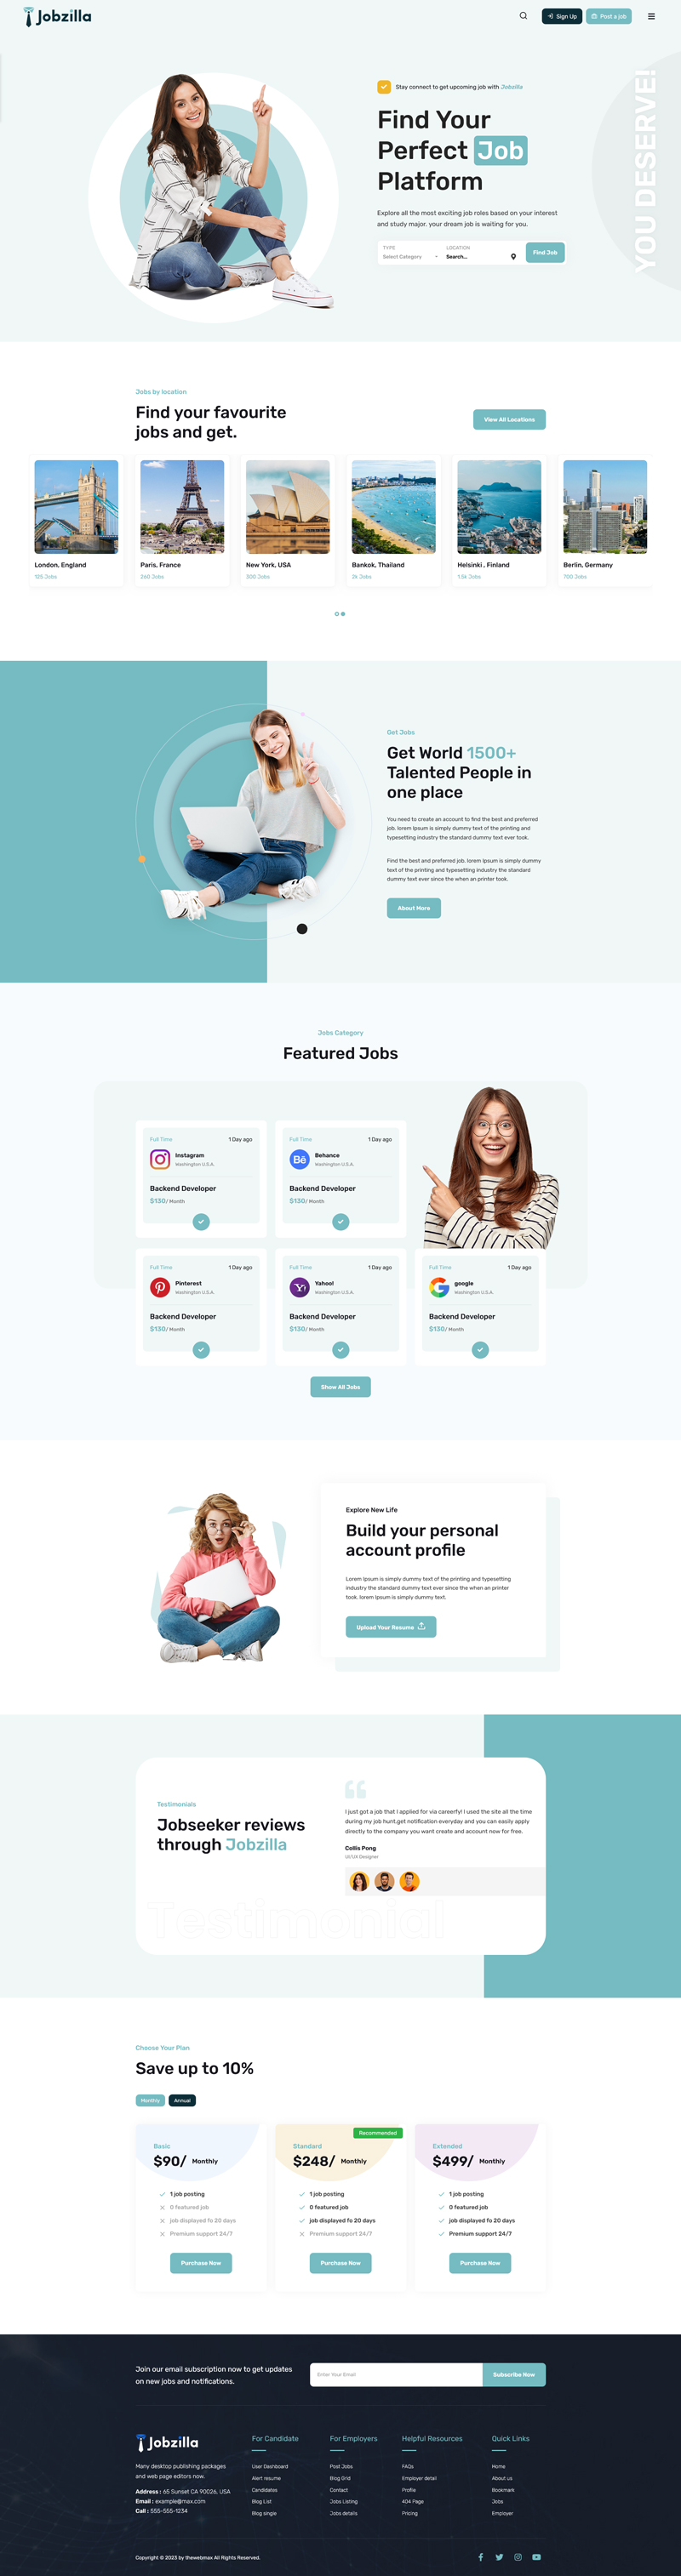 Jobzilla
Sign Up
Post a job
Stay connect to get upcoming job with Jobzilla
Find Your
Perfect Job
Platform
Explore all the most exciting job roles based on your interest
and study major. your dream job is waiting for you.
TYPE
Select Category
LOCATION
Search...
Find Job
YOU DESERVE!
Jobs by location
Find your favourite
jobs and get.
View All Locations
London, England
125 Jobs
Paris, France
260 Jobs
New York, USA
300 Jobs
Bankok, Thailand
2k Jobs
Helsinki , Finland
1.5k Jobs
Berlin, Germany
700 Jobs
Get Jobs
Get World 1500+
Talented People in
one place
You need to create an account to find the best and preferred
job. lorem Ipsum is simply dummy text of the printing and
typesetting industry the standard dummy text ever took.
Find the best and preferred job. lorem Ipsum is simply dummy
text of the printing and typesetting industry the standard
dummy text ever since the when an printer took.
About More
Jobs Category
Featured Jobs
Full Time
1 Day ago
Instagram
Washington U.S.A.
Backend Developer
$130/ Month
Full Time
1 Day ago
Bē
Behance
Washington U.S.A.
Backend Developer
$130/ Month
Full Time
1 Day ago
Pinterest
Washington U.S.A.
Backend Developer
$130/ Month
Full Time
1 Day ago
Y!
Yahoo!
Washington U.S.A.
Backend Developer
$130/ Month
Full Time
1 Day ago
google
Washington U.S.A.
Backend Developer
$130/ Month
Show All Jobs
Explore New Life
Build your personal
account profile
Lorem Ipsum is simply dummy text of the printing and typesetting
industry the standard dummy text ever since the when an printer
took. lorem Ipsum is simply dummy text.
Upload Your Resume
Testimonials
Jobseeker reviews
through Jobzilla
I just got a job that I applied for via careerfy! I used the site all the time
during my job hunt.get notification everyday and you can easily apply
directly to the company you want create and account now for free.
Collis Pong
UI/UX Designer
Testimonial
Choose Your Plan
Save up to 10%
Monthly
Annual
Basic
$90/ Monthly
1 job posting
0 featured job
job displayed fo 20 days
Premium support 24/7
Purchase Now
Recommended
Standard
$248/ Monthly
1 job posting
0 featured job
job displayed fo 20 days
Premium support 24/7
Purchase Now
Extended
$499/ Monthly
1 job posting
0 featured job
job displayed fo 20 days
Premium support 24/7
Purchase Now
Join our email subscription now to get updates
on new jobs and notifications.
Enter Your Email
Subscribe Now
Jobzilla
Many desktop publishing packages
and web page editors now.
Address : 65 Sunset CA 90026, USA
Email : example@max.com
Call : 555-555-1234
For Candidate
User Dashboard
Alert resume
Candidates
Blog List
Blog single
For Employers
Post Jobs
Blog Grid
Contact
Jobs Listing
Jobs details
Helpful Resources
FAQs
Employer detail
Profile
404 Page
Pricing
Quick Links
Home
About us
Bookmark
Jobs
Employer
Copyright © 2023 by thewebmax All Rights Reserved.